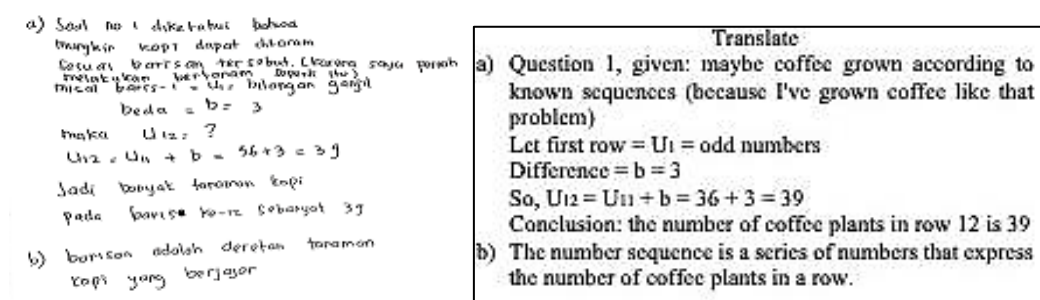 a) Soal no 1 diketahui bahwa
mungkin kopi dapat ditanam
sesuai barisan tersebut. (karena saya pernah
melakukan bertanam seperti itu)
misal baris-1 = U1 = bilangan ganjil
beda = b = 3
maka U12 = ?
U12 = U11 + b = 36+3 = 39
Jadi banyak tanaman kopi
pada baris ke-12 sebanyak 39
b) barisan adalah deretan tanaman
kopi yang berjajar
Translate
a) Question 1, given: maybe coffee grown according to
known sequences (because I've grown coffee like that
problem)
Let first row = U1 = odd numbers
Difference = b = 3
So, U12 = U11 + b = 36 + 3 = 39
Conclusion: the number of coffee plants in row 12 is 39
b) The number sequence is a series of numbers that express
the number of coffee plants in a row.